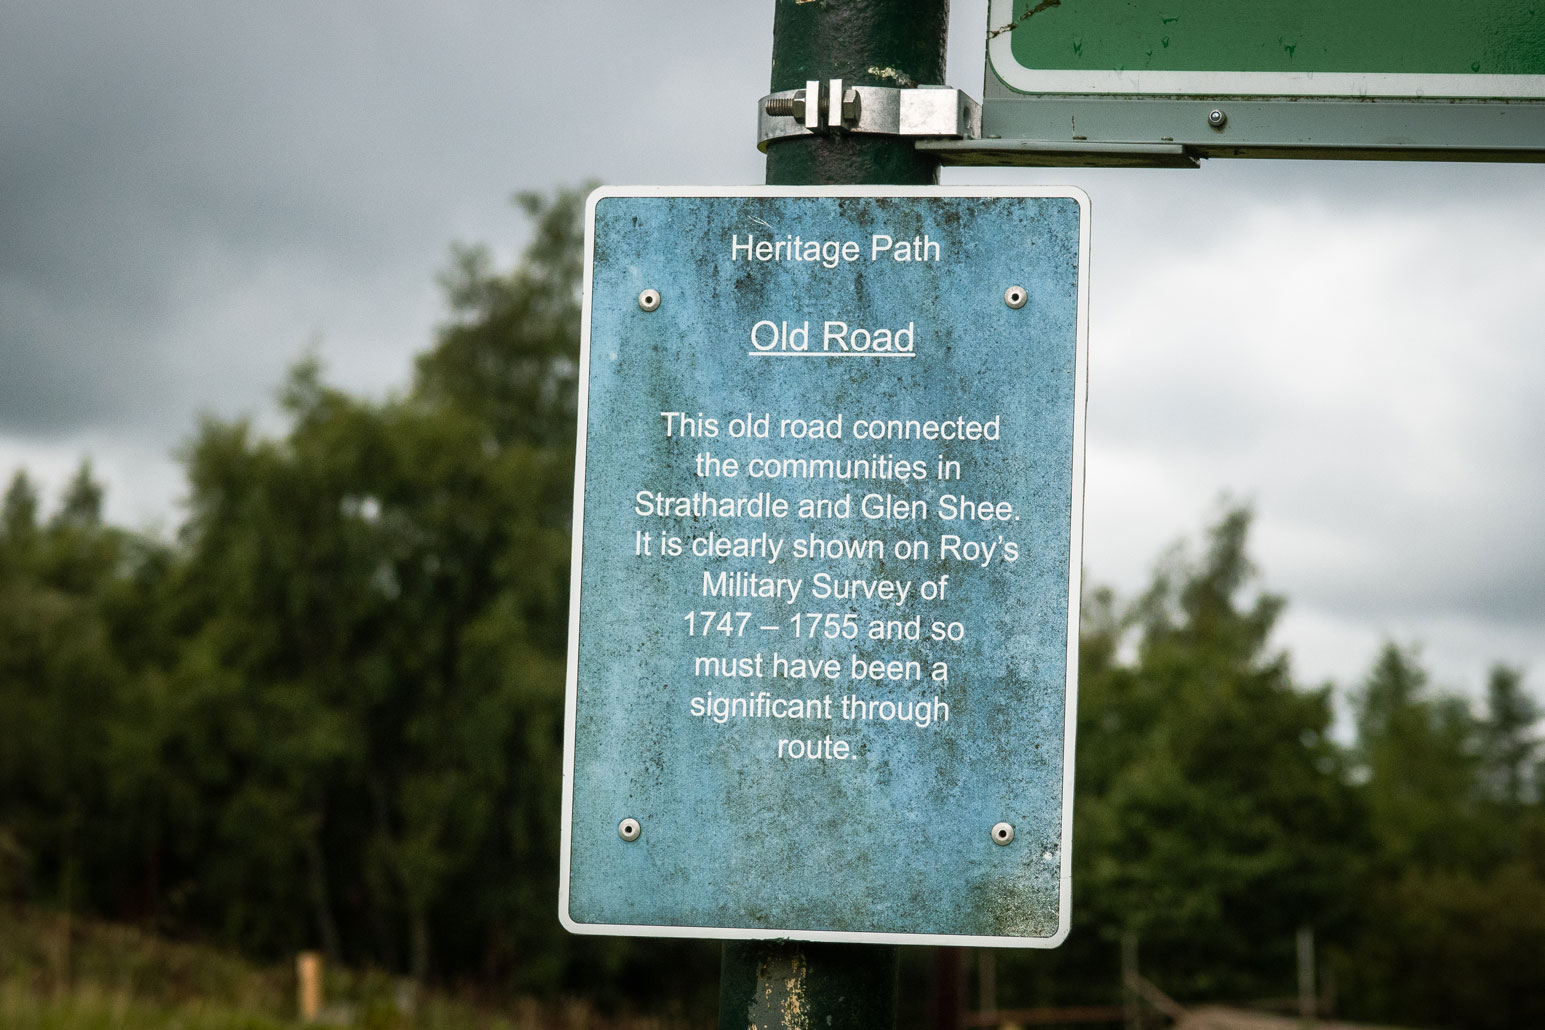 Heritage Path
Old Road
This old road connected
the communities in
Strathardle and Glen Shee.
It is clearly shown on Roy's
Military Survey of
1747 – 1755 and so
must have been a
significant through
route.